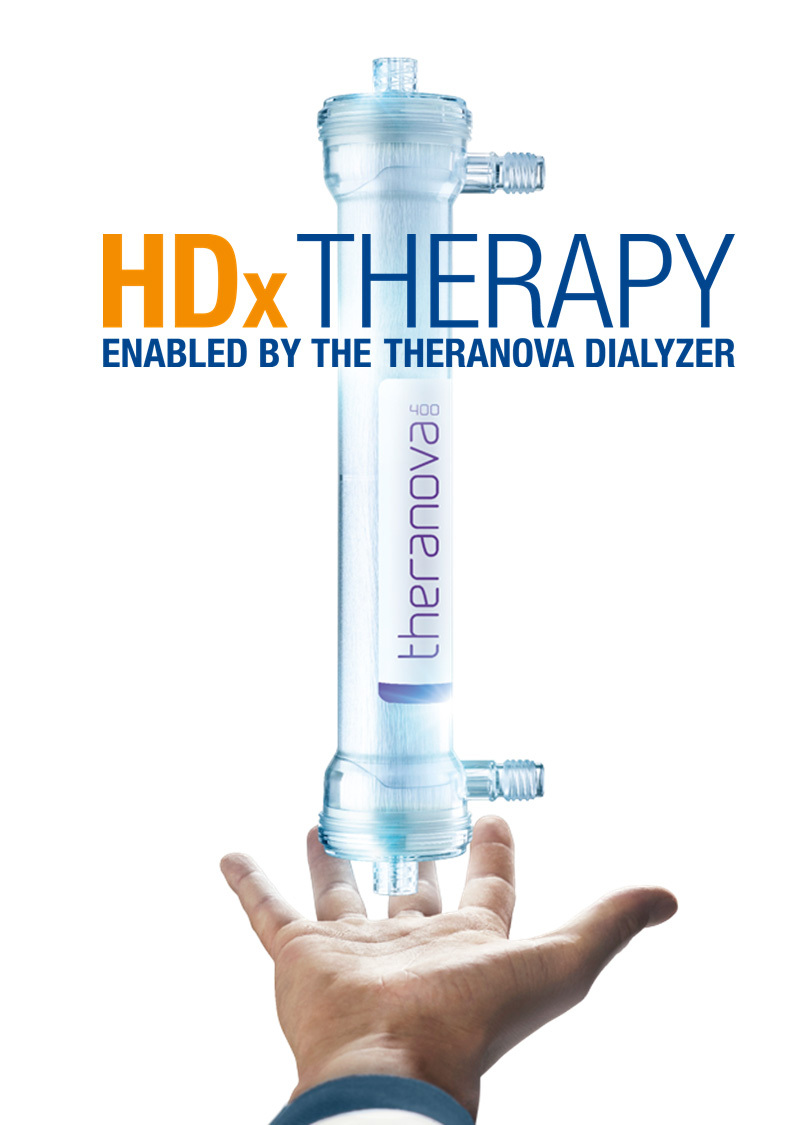 HDx THERAPY
ENABLED BY THE THERANOVA DIALYZER
theranova 400